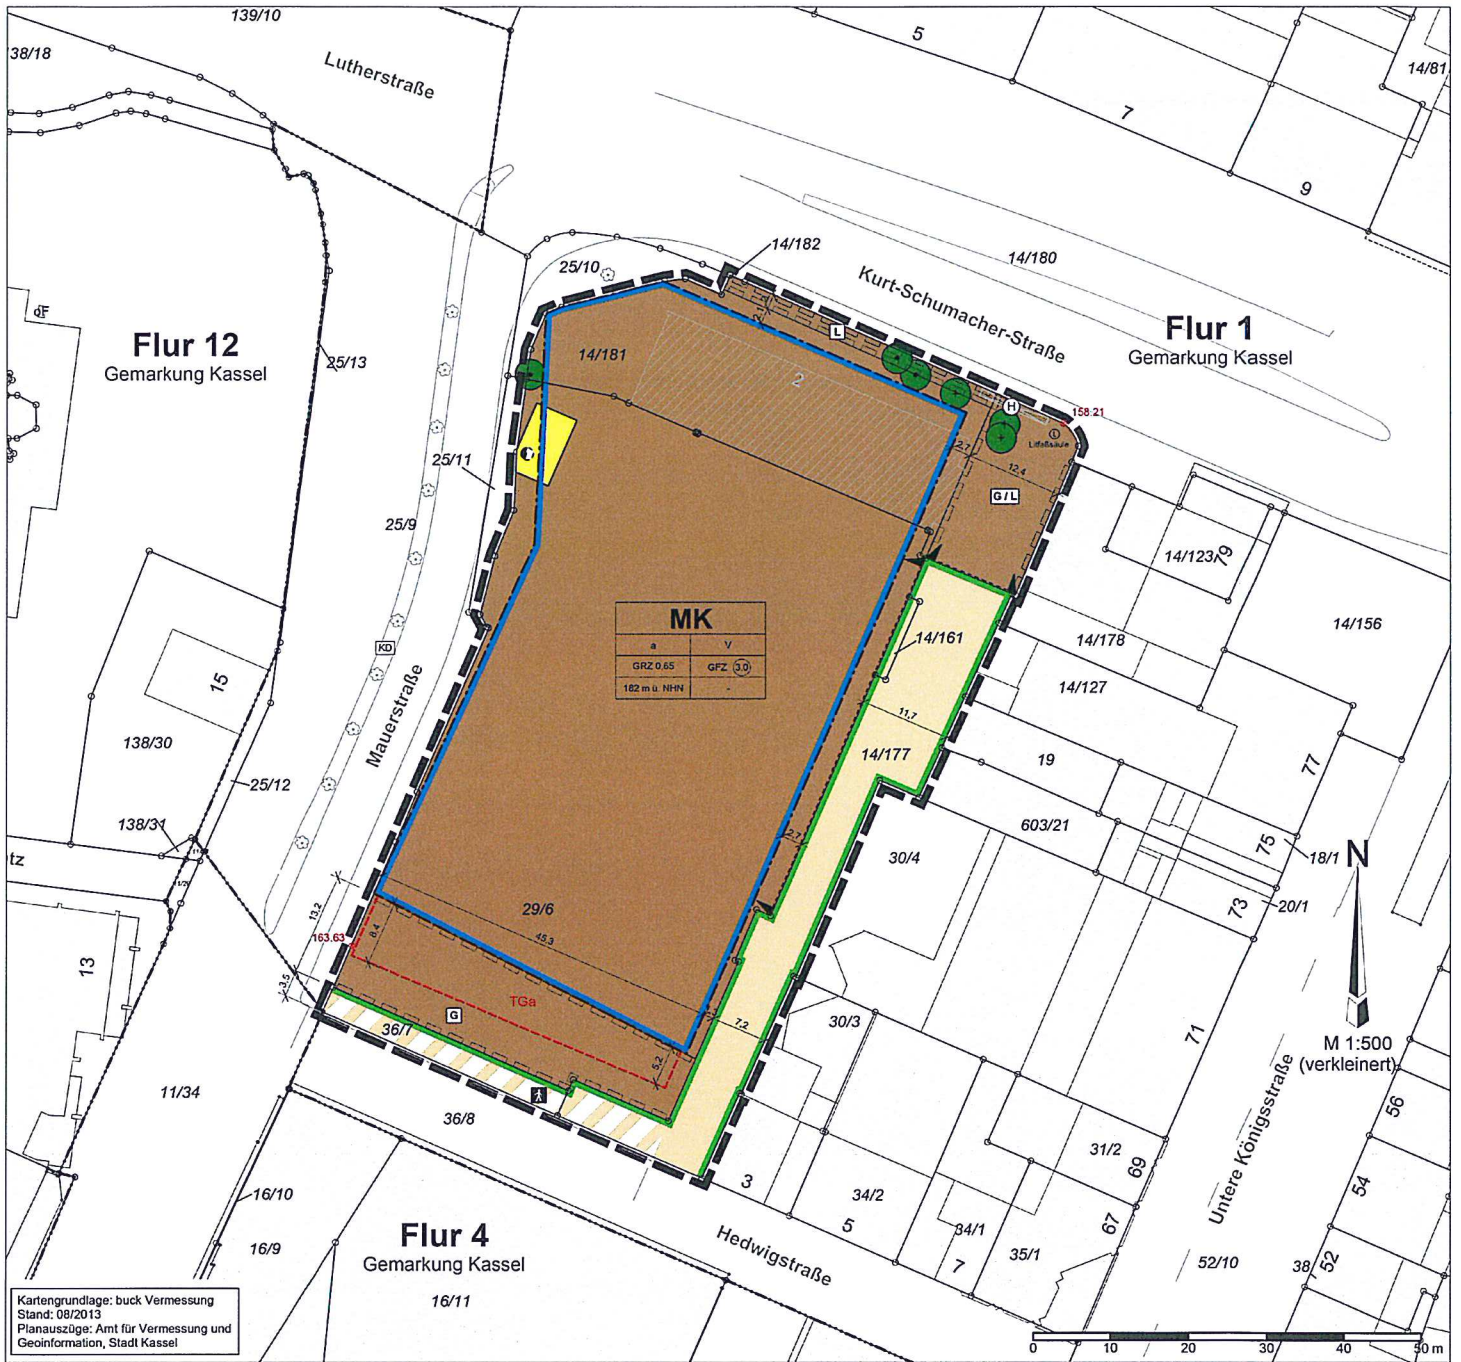 139/10
38/18
Lutherstraße
5
14/81
7
9
14/182
14/180
25/10
Kurt-Schumacher-Straße
Flur 1
Gemarkung Kassel
Flur 12
Gemarkung Kassel
25/13
14/181
2
L
H
158.21
Litfaßsäule
2,7
12,4
G / L
25/11
25/9
14/123
79
14/156
14/178
14/161
14/127
MK
a V
GRZ 0,65 GFZ 3,0
182 m ü. NHN -
KD
15
Mauerstraße
11,7
14/177
138/30
25/12
19
77
138/31
tz
603/21
75
18/1
N
2,7
30/4
73
20/1
13,2
29/6
45,3
8,4
163.63
13
3,5
TGa
G
7,2
30/3
71
M 1:500
(verkleinert)
36/7
5,2
11/34
36/8
56
31/2
69
Untere Königsstraße
3
34/2
54
16/10
5
34/1
67
Flur 4
Gemarkung Kassel
16/9
Hedwigstraße
7
35/1
52/10
38
52
16/11
Kartengrundlage: buck Vermessung
Stand: 08/2013
Planauszüge: Amt für Vermessung und
Geoinformation, Stadt Kassel
0 10 20 30 40 50 m